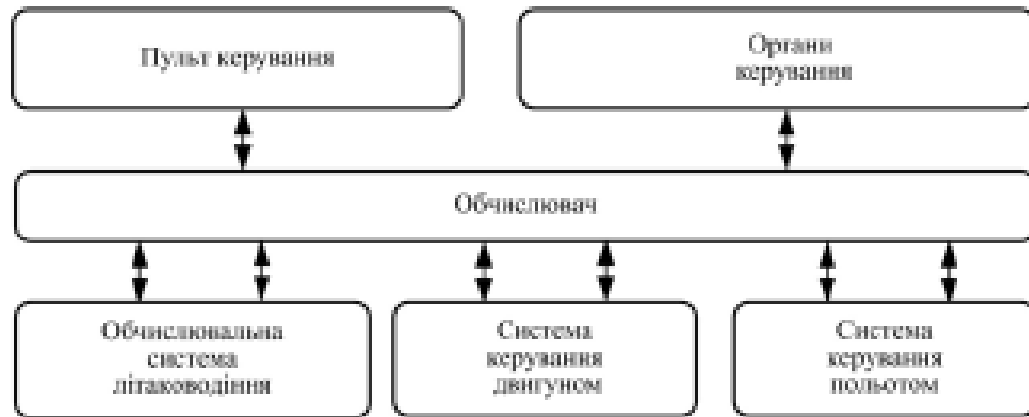 Пульт керування
Органи
керування
Обчислювач
Обчислювальна
система
літаководіння
Система
керування
двигуном
Система
керування
польотом